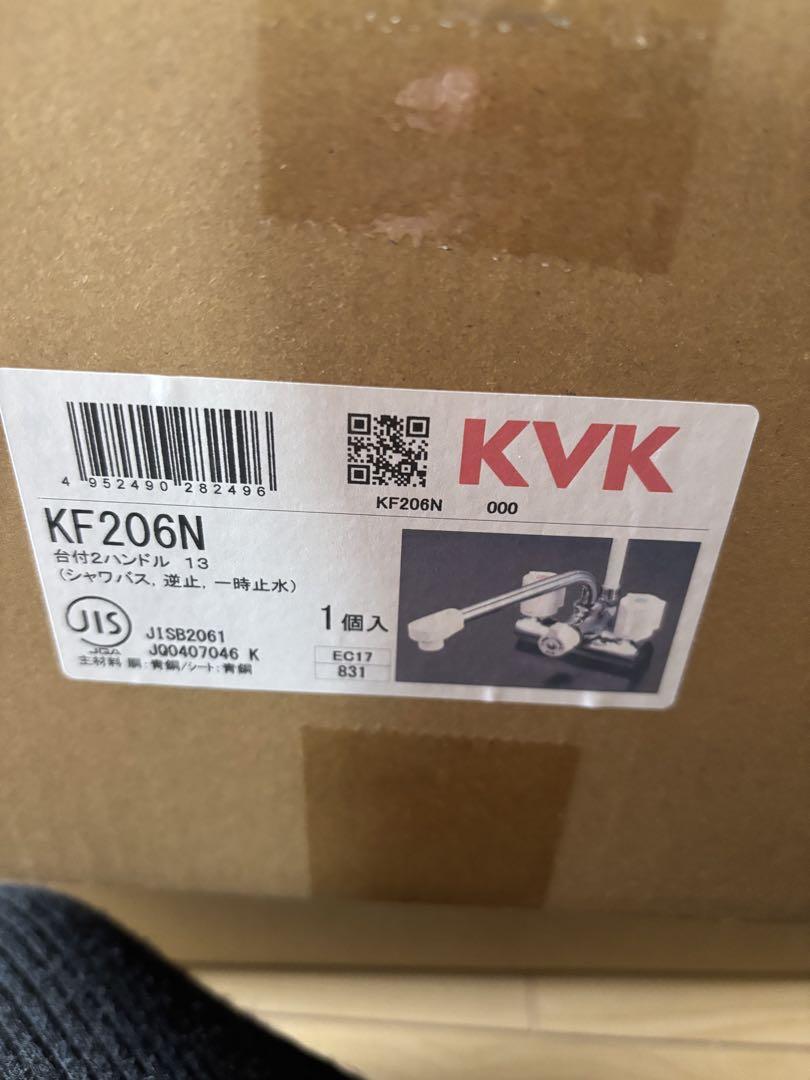 KVK
4 952490 282496
KF206N 000
KF206N
台付2ハンドル 13
(シャワバス, 逆止, 一時止水)
1個入
JIS
JGA
JISB2061
JQ0407046 K
主材料 胴:青銅/シート:青銅
EC17
831